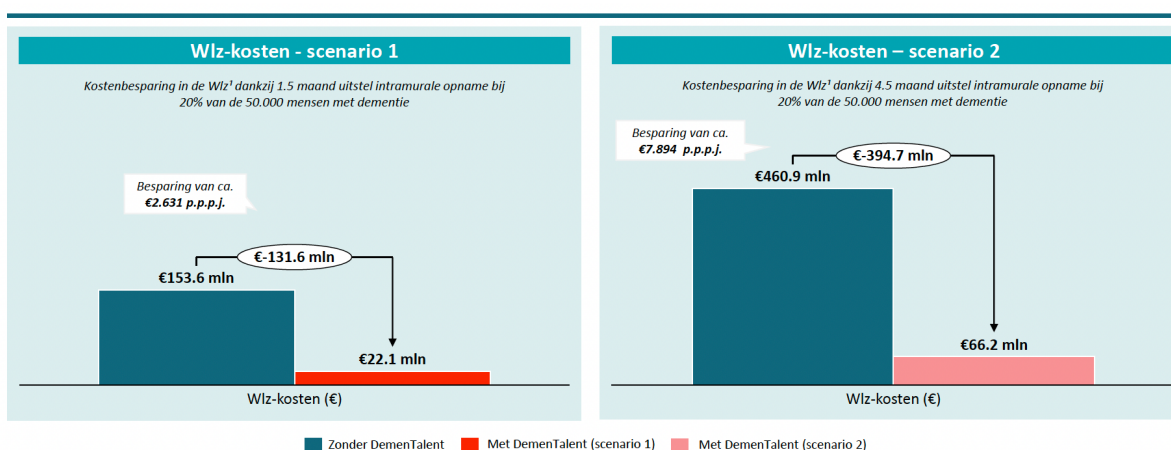 Wlz-kosten - scenario 1
Kostenbesparing in de Wlz¹ dankzij 1.5 maand uitstel intramurale opname bij
20% van de 50.000 mensen met dementie
Besparing van ca.
€2.631 p.p.p.j.
€-131.6 mln
€153.6 mln
€22.1 mln
Wlz-kosten (€)
Wlz-kosten – scenario 2
Kostenbesparing in de Wlz¹ dankzij 4.5 maand uitstel intramurale opname bij
20% van de 50.000 mensen met dementie
Besparing van ca.
€7.894 p.p.p.j.
€-394.7 mln
€460.9 mln
€66.2 mln
Wlz-kosten (€)
Zonder DemenTalent
Met DemenTalent (scenario 1)
Met DemenTalent (scenario 2)